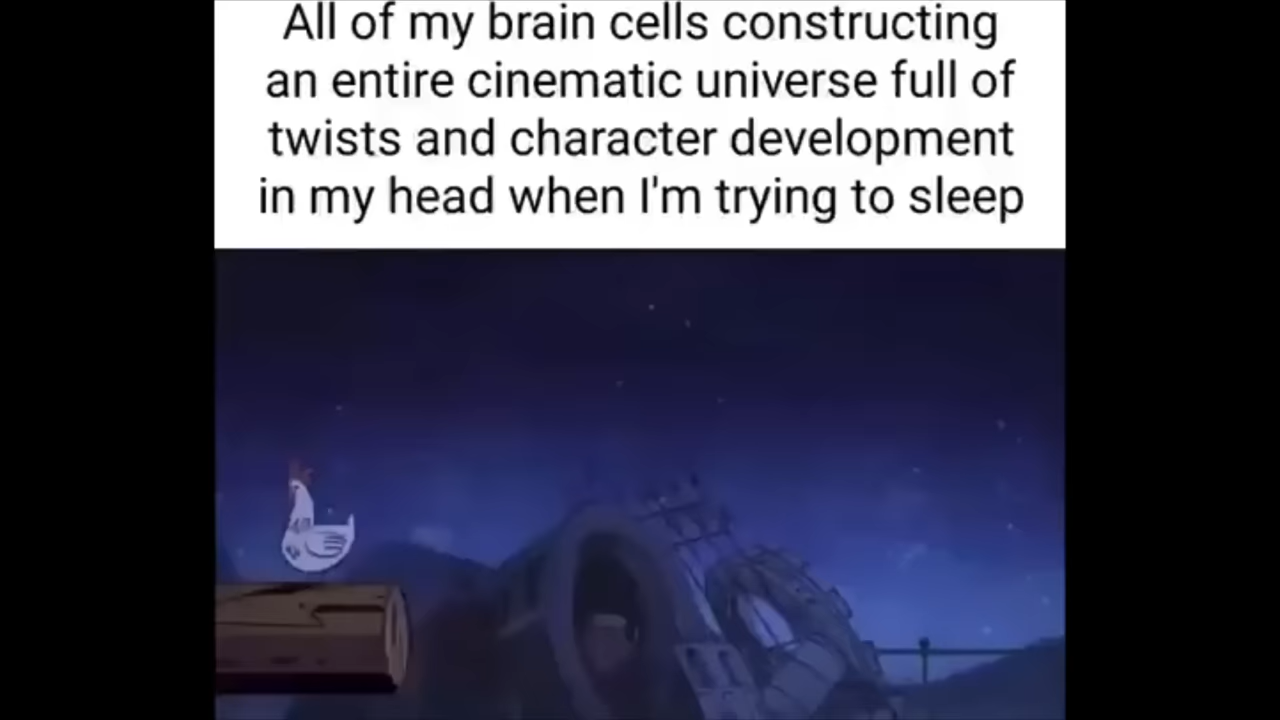 All of my brain cells constructing
an entire cinematic universe full of
twists and character development
in my head when I'm trying to sleep